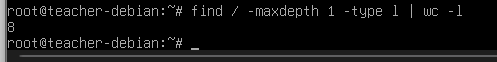 root@teacher-debian:~# find / -maxdepth 1 -type l | wc -l
8
root@teacher-debian:~# _